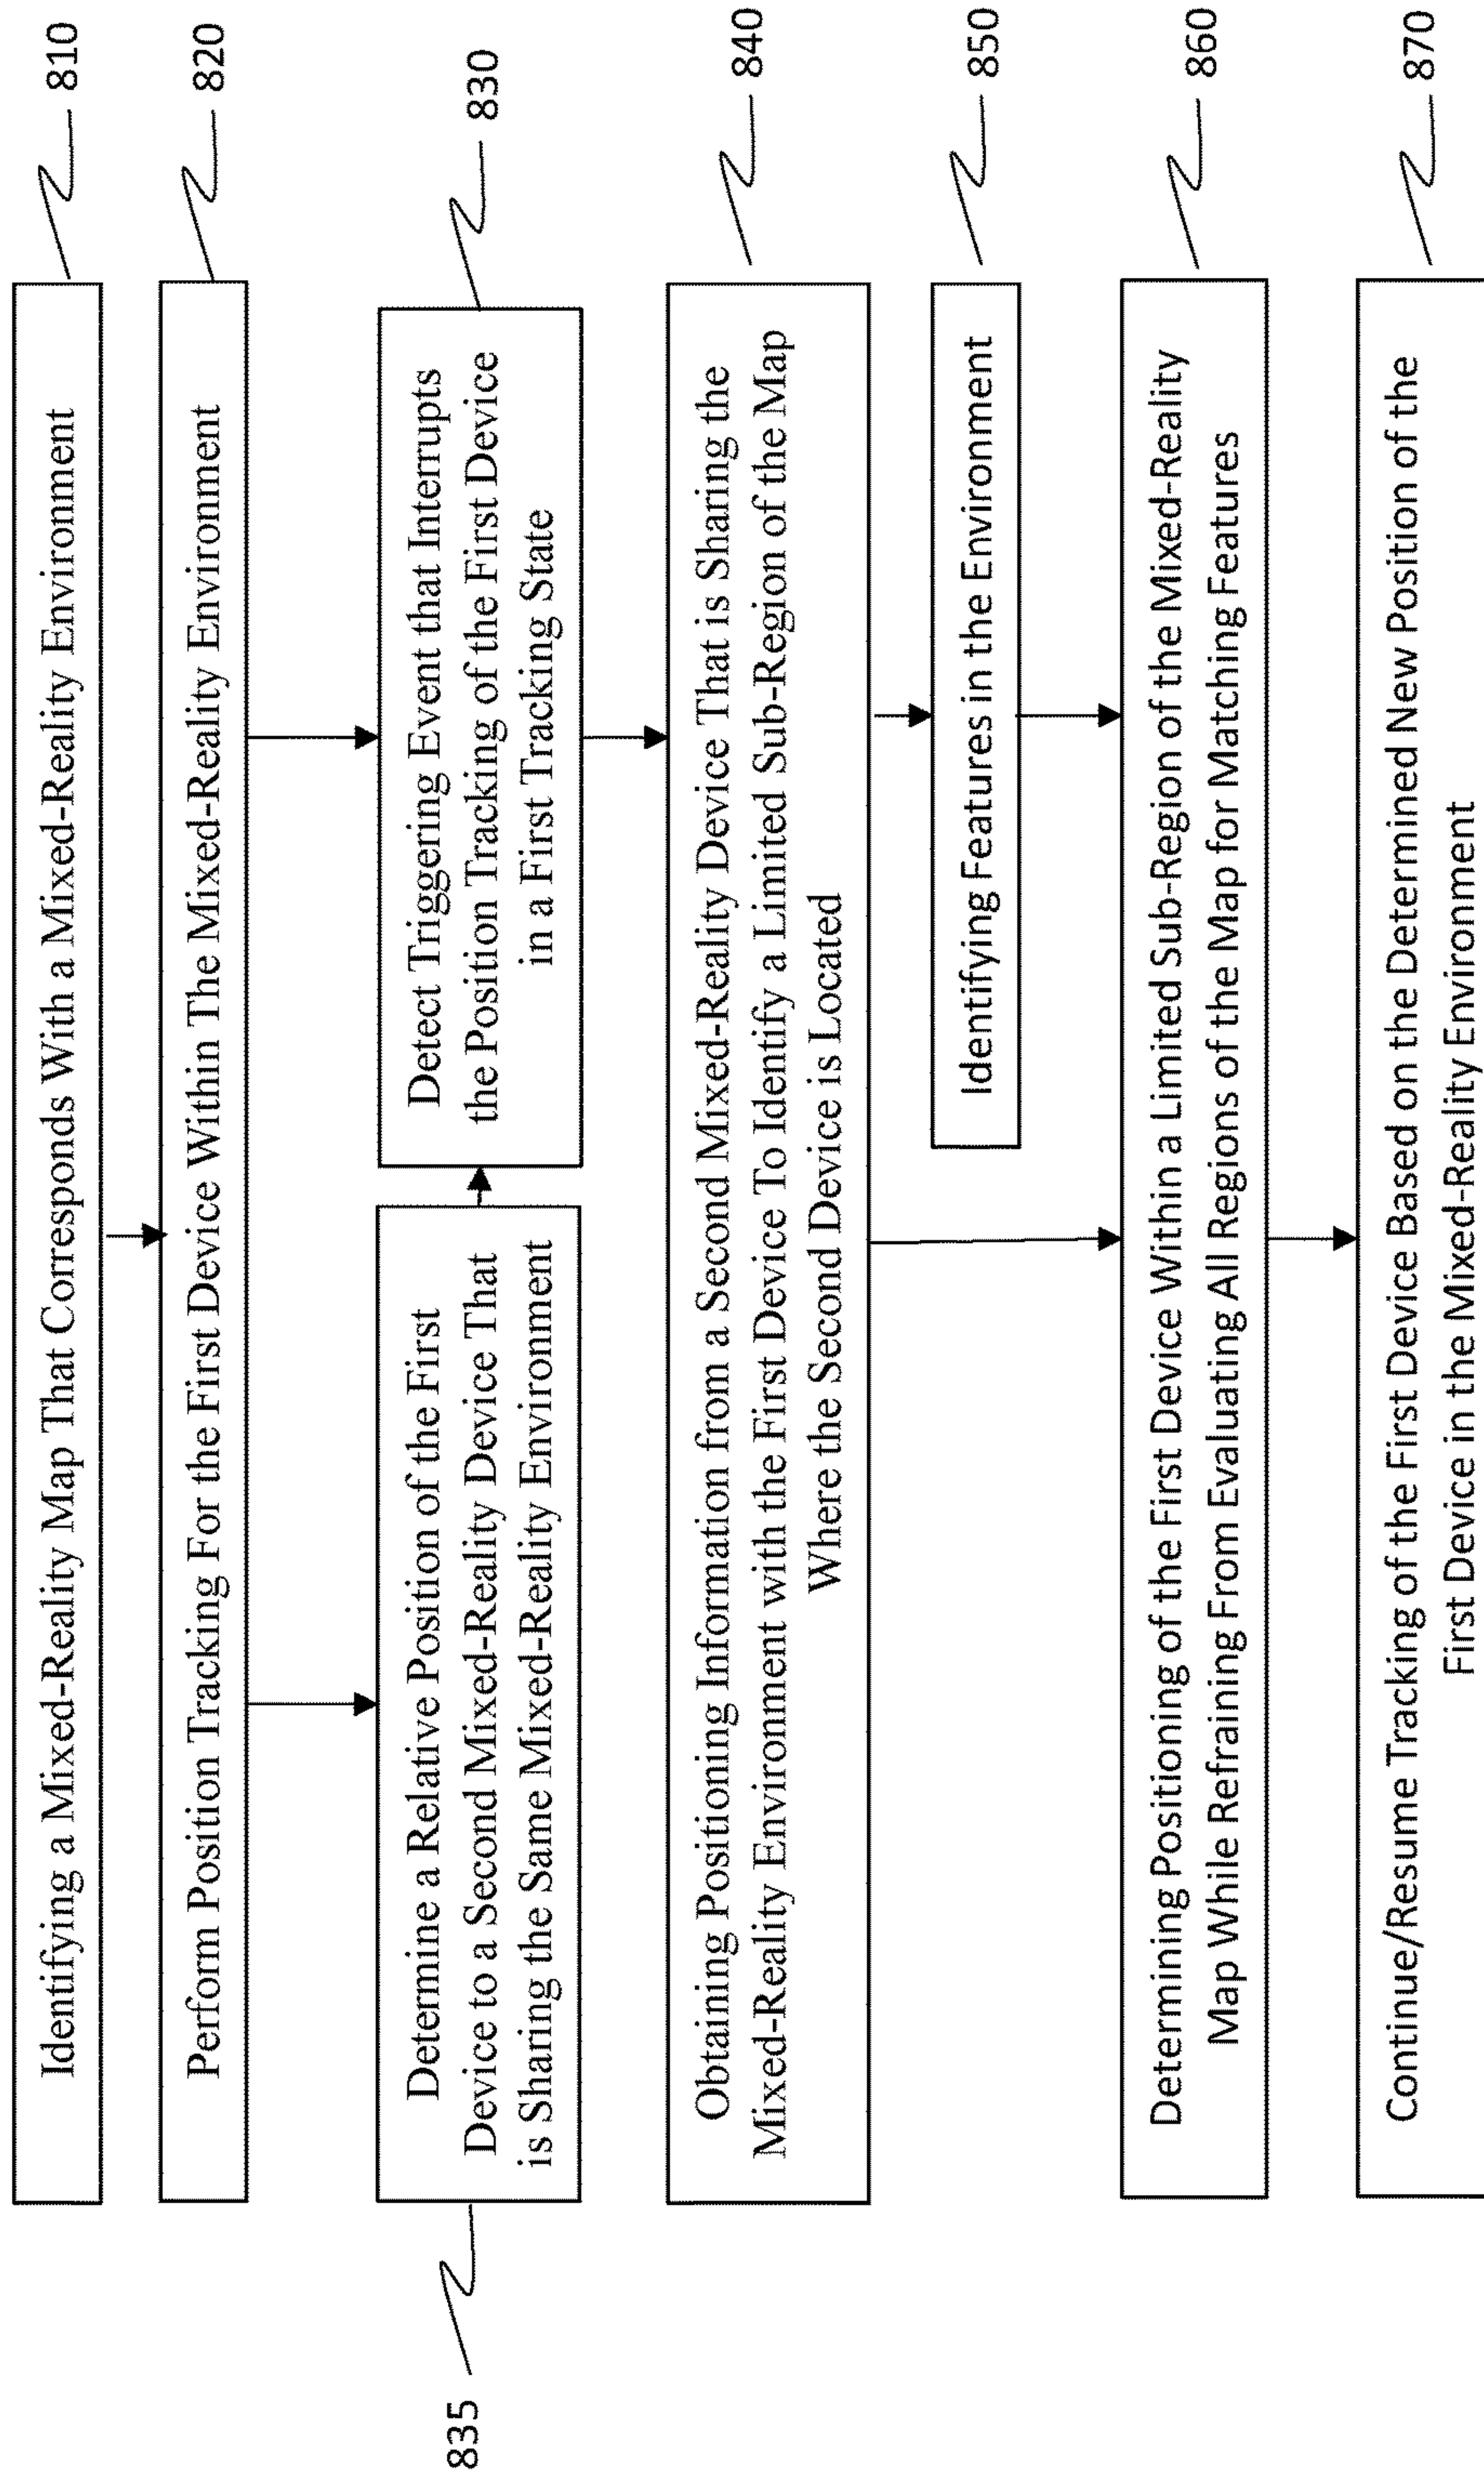 Identifying a Mixed-Reality Map That Corresponds With a Mixed-Reality Environment
810
Perform Position Tracking For the First Device Within The Mixed-Reality Environment
820
835
Determine a Relative Position of the First
Device to a Second Mixed-Reality Device That
is Sharing the Same Mixed-Reality Environment
Detect Triggering Event that Interrupts
the Position Tracking of the First Device
in a First Tracking State
830
Obtaining Positioning Information from a Second Mixed-Reality Device That is Sharing the
Mixed-Reality Environment with the First Device To Identify a Limited Sub-Region of the Map
Where the Second Device is Located
840
Identifying Features in the Environment
850
Determining Positioning of the First Device Within a Limited Sub-Region of the Mixed-Reality
Map While Refraining From Evaluating All Regions of the Map for Matching Features
860
Continue/Resume Tracking of the First Device Based on the Determined New Position of the
First Device in the Mixed-Reality Environment
870